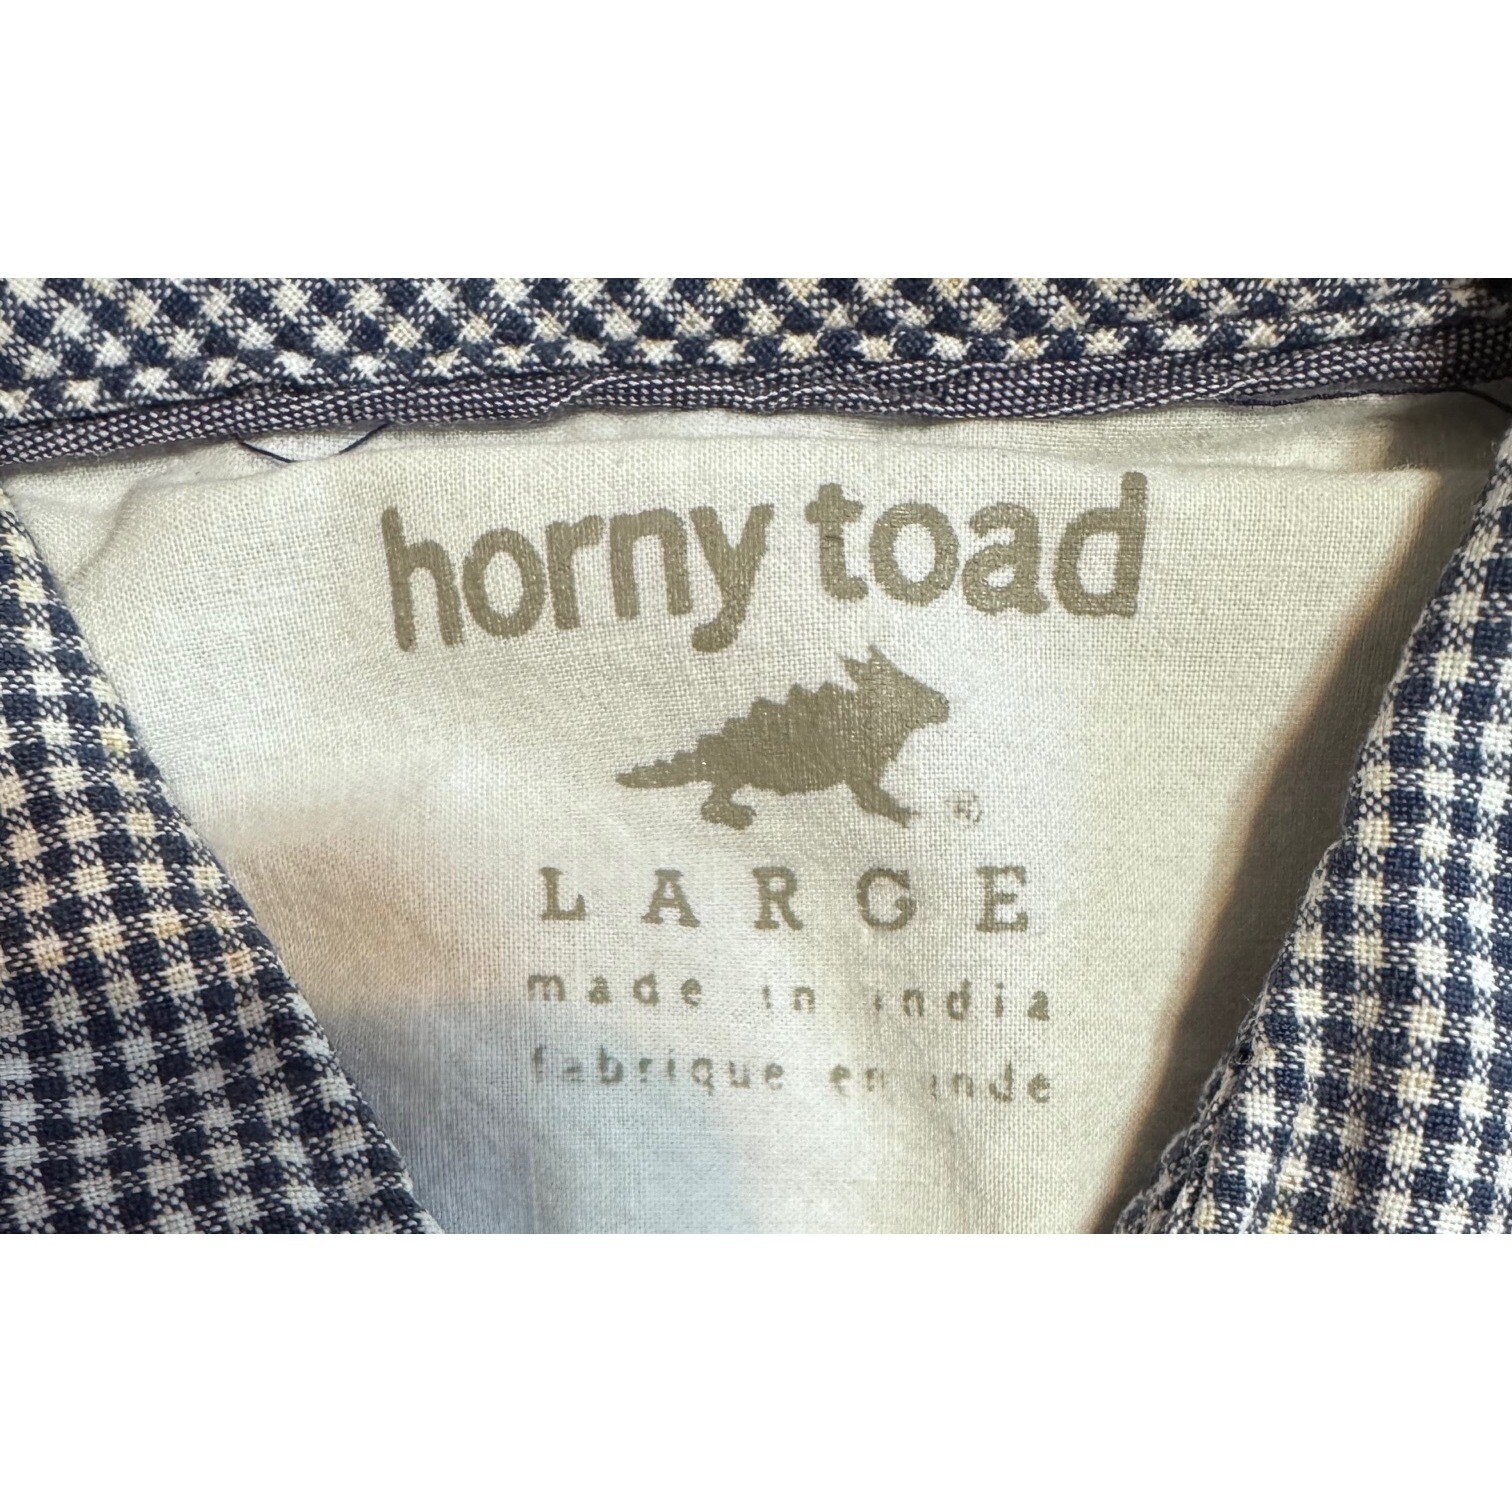 horny toad
®
LARGE
made in india
fabrique en inde